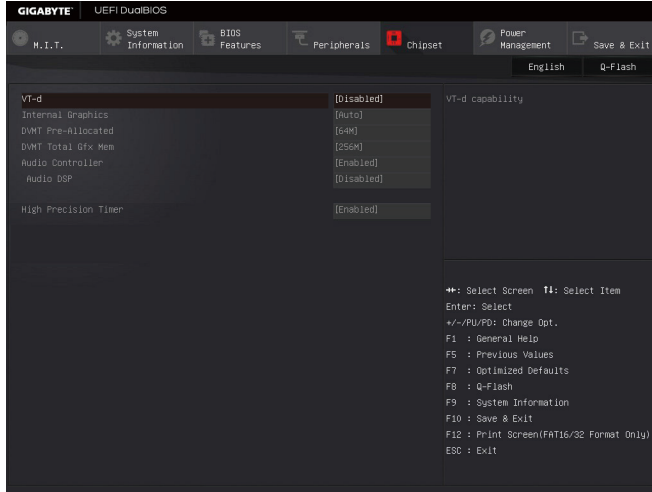 GIGABYTE™ UEFI DualBIOS
M.I.T.
System Information
BIOS Features
Peripherals
Chipset
Power Management
Save & Exit
English
Q-Flash
VT-d [Disabled]
Internal Graphics [Auto]
DVMT Pre-Allocated [64M]
DVMT Total Gfx Mem [256M]
Audio Controller [Enabled]
Audio DSP [Disabled]
High Precision Timer [Enabled]
VT-d capability
→←: Select Screen ↑↓: Select Item
Enter: Select
+/-/PU/PD: Change Opt.
F1 : General Help
F5 : Previous Values
F7 : Optimized Defaults
F8 : Q-Flash
F9 : System Information
F10 : Save & Exit
F12 : Print Screen(FAT16/32 Format Only)
ESC : Exit